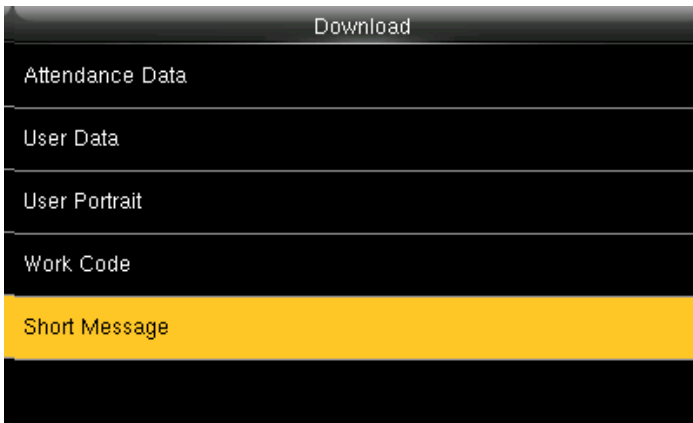 Download
Attendance Data
User Data
User Portrait
Work Code
Short Message